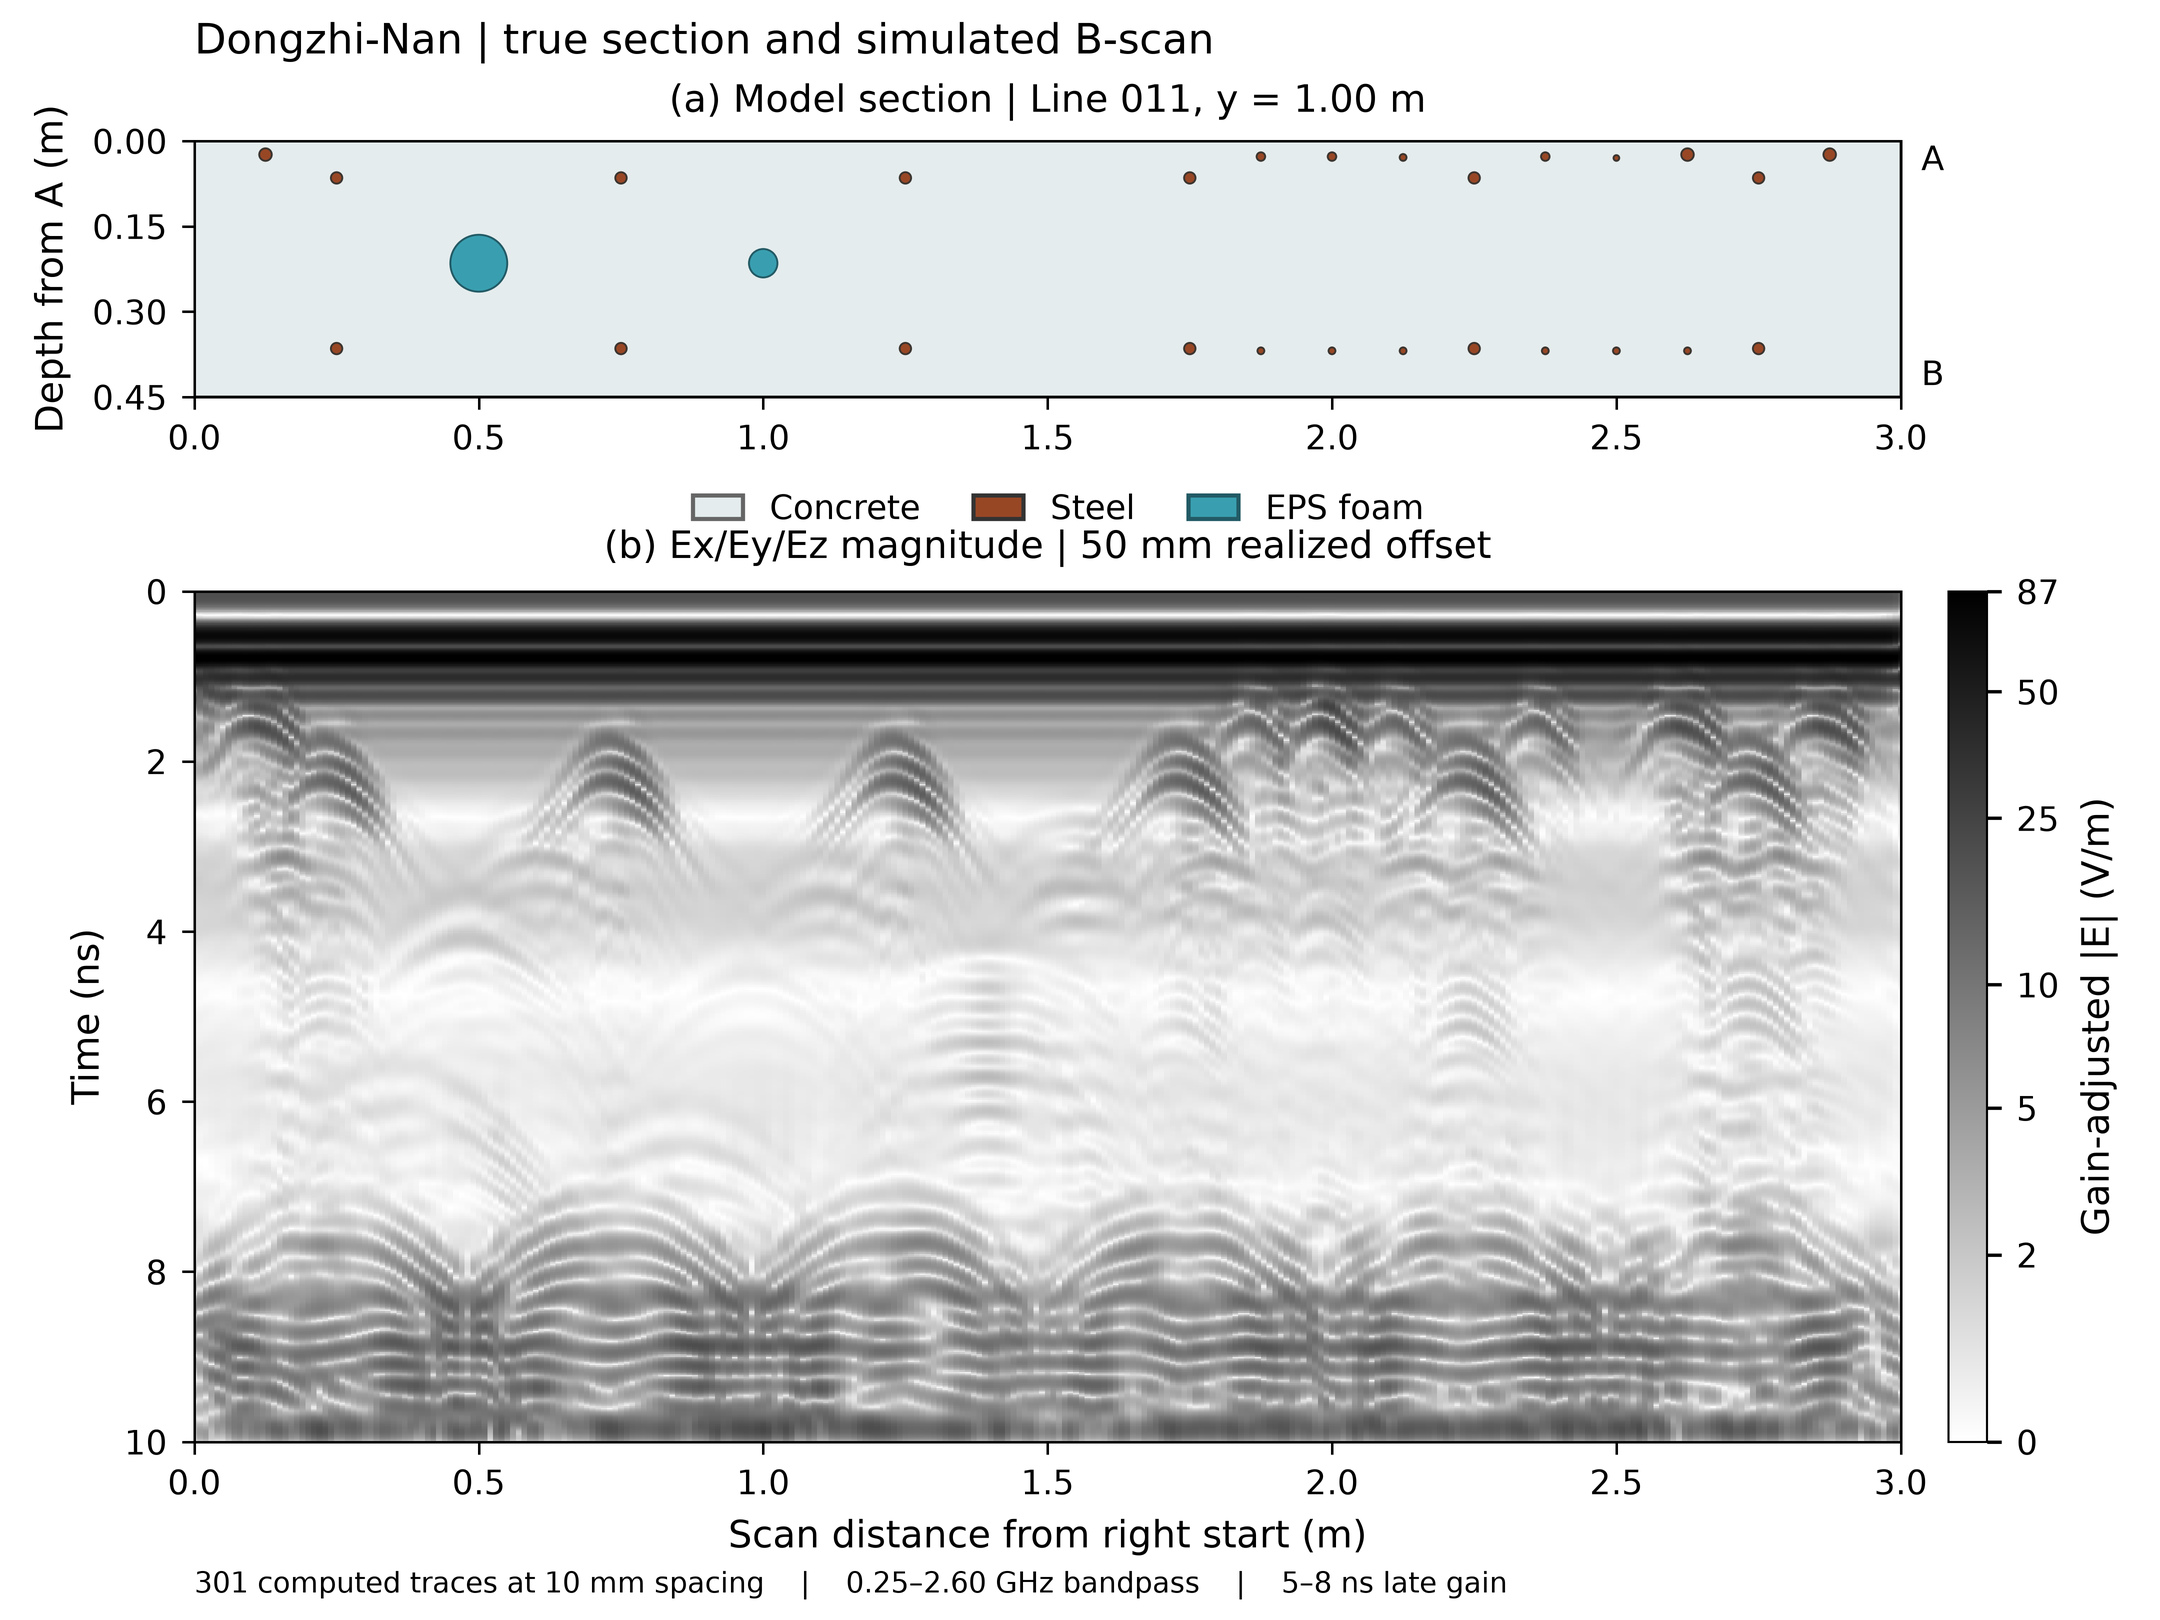 Dongzhi-Nan | true section and simulated B-scan
(a) Model section | Line 011, y = 1.00 m
Depth from A (m)
0.00
0.15
0.30
0.45
A
B
0.0 0.5 1.0 1.5 2.0 2.5 3.0
Concrete Steel EPS foam
(b) Ex/Ey/Ez magnitude | 50 mm realized offset
Time (ns)
0
2
4
6
8
10
0.0 0.5 1.0 1.5 2.0 2.5 3.0
Scan distance from right start (m)
87
50
25
10
5
2
0
Gain-adjusted |E| (V/m)
301 computed traces at 10 mm spacing | 0.25–2.60 GHz bandpass | 5–8 ns late gain